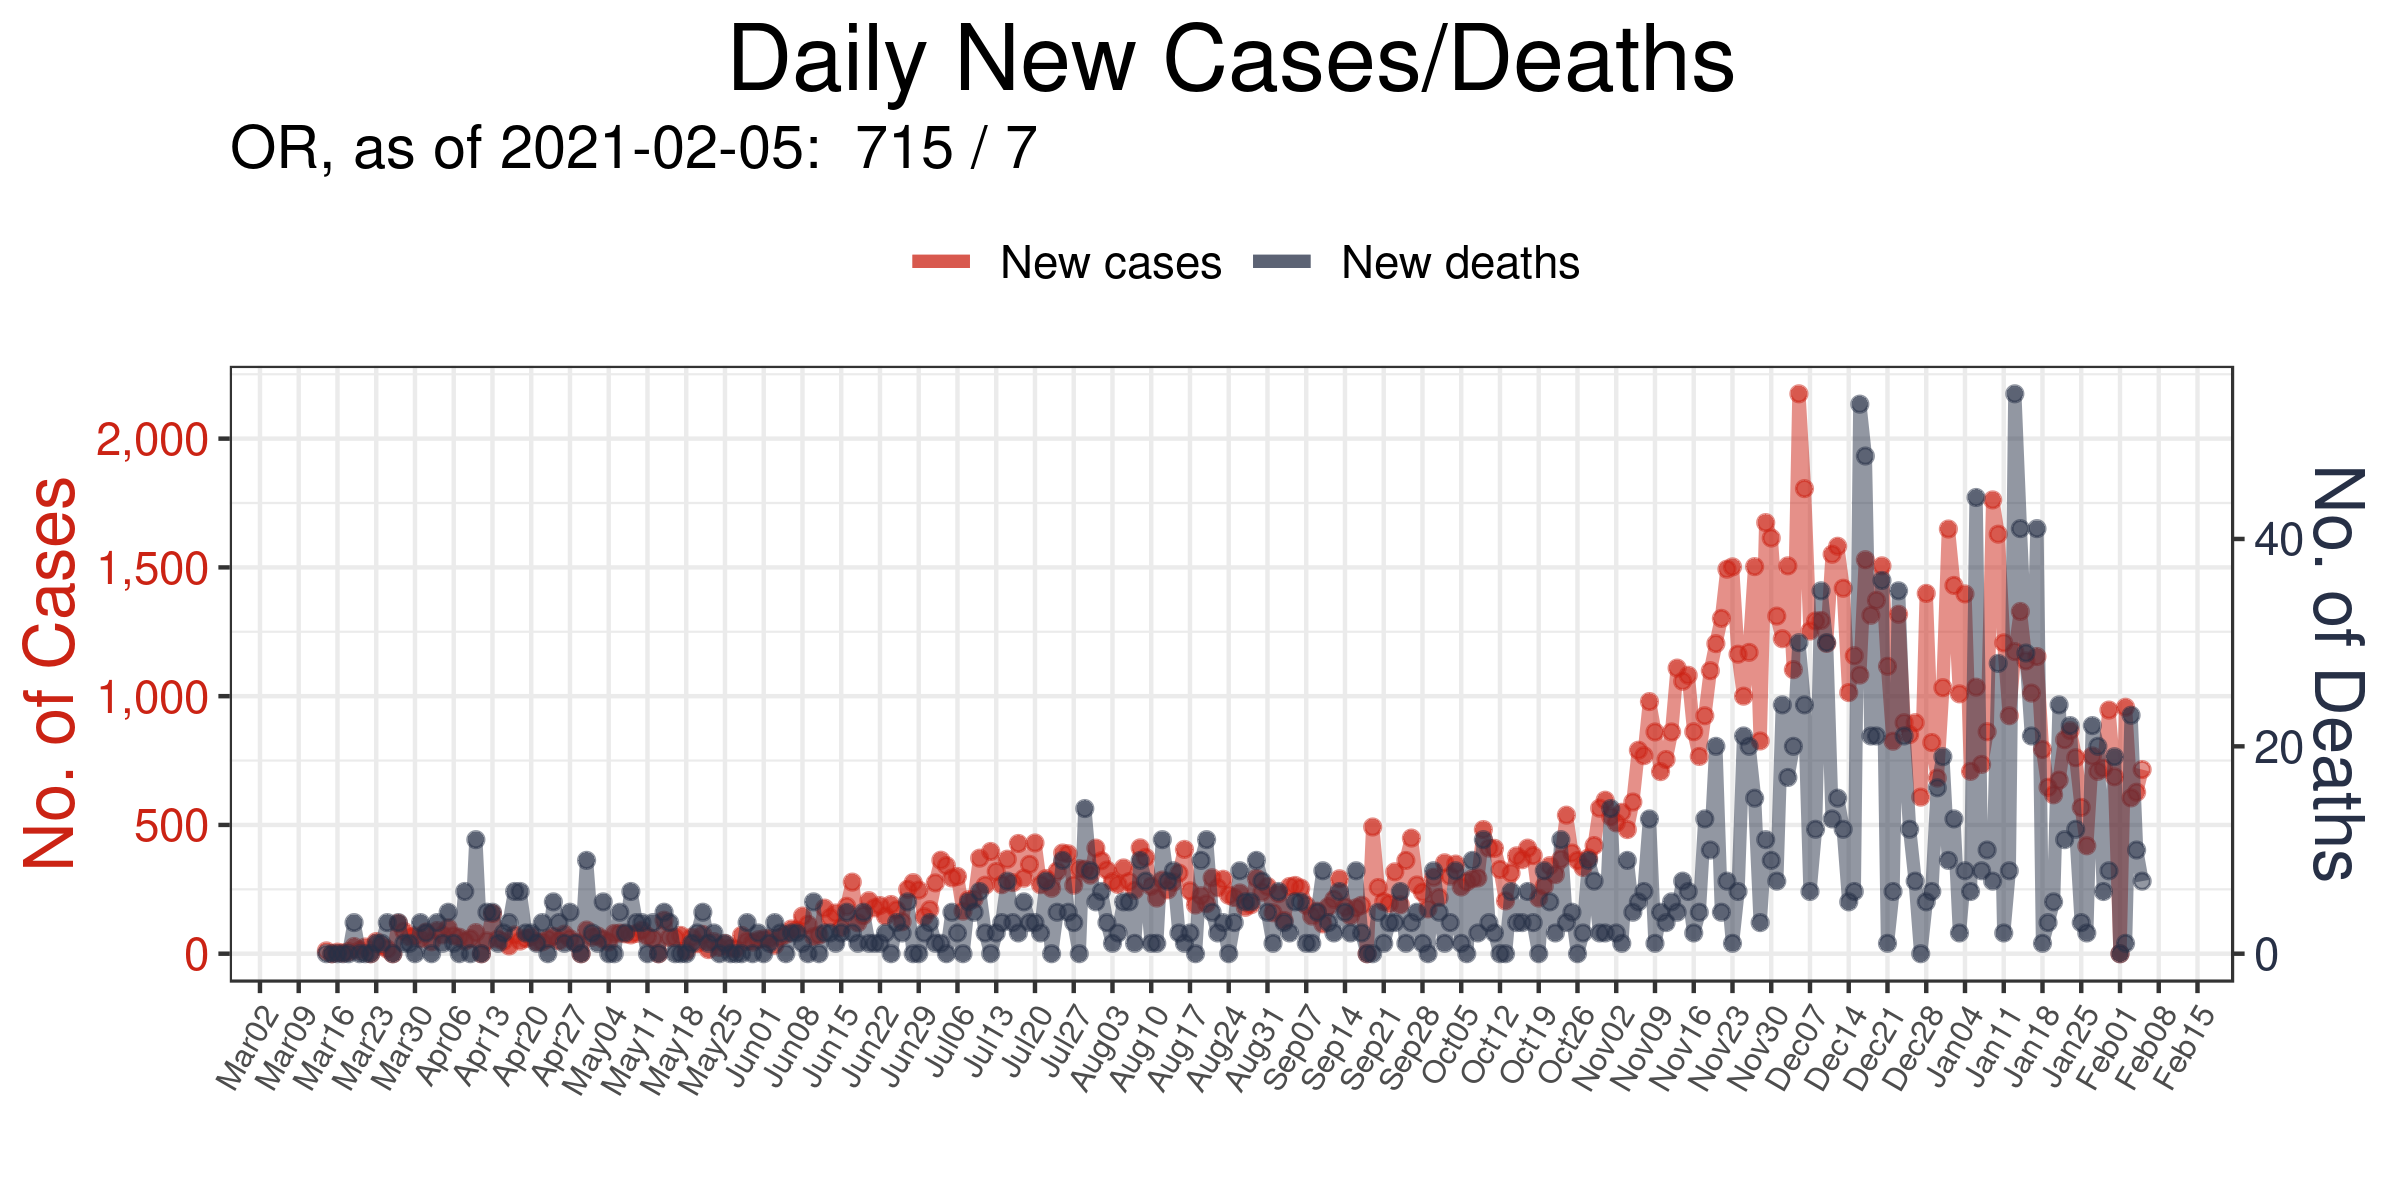 Daily New Cases/Deaths
OR, as of 2021-02-05: 715 / 7
New cases
New deaths
No. of Cases
2,000
1,500
1,000
500
0
No. of Deaths
40
20
0
Mar02
Mar09
Mar16
Mar23
Mar30
Apr06
Apr13
Apr20
Apr27
May04
May11
May18
May25
Jun01
Jun08
Jun15
Jun22
Jun29
Jul06
Jul13
Jul20
Jul27
Aug03
Aug10
Aug17
Aug24
Aug31
Sep07
Sep14
Sep21
Sep28
Oct05
Oct12
Oct19
Oct26
Nov02
Nov09
Nov16
Nov23
Nov30
Dec07
Dec14
Dec21
Dec28
Jan04
Jan11
Jan18
Jan25
Feb01
Feb08
Feb15